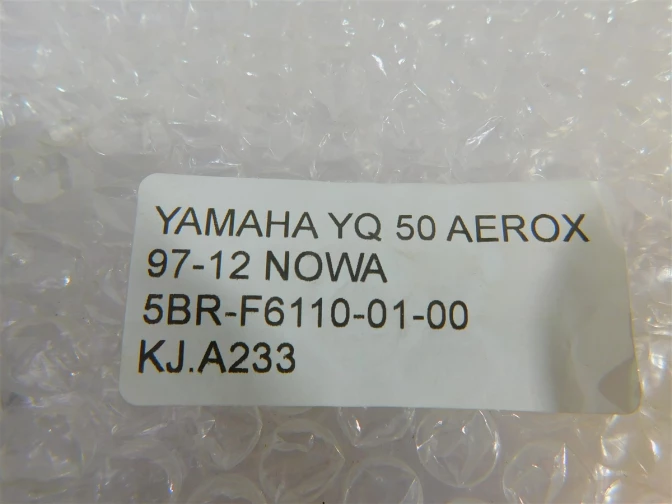 YAMAHA YQ 50 AEROX
97-12 NOWA
5BR-F6110-01-00
KJ.A233